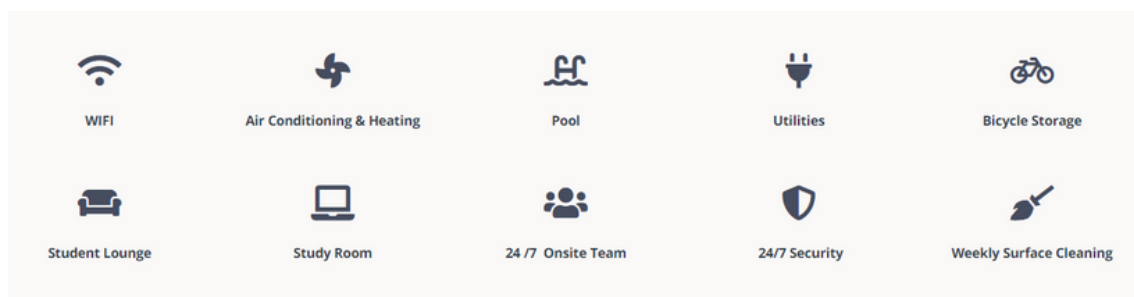 WIFI
Air Conditioning & Heating
Pool
Utilities
Bicycle Storage
Student Lounge
Study Room
24 /7 Onsite Team
24/7 Security
Weekly Surface Cleaning